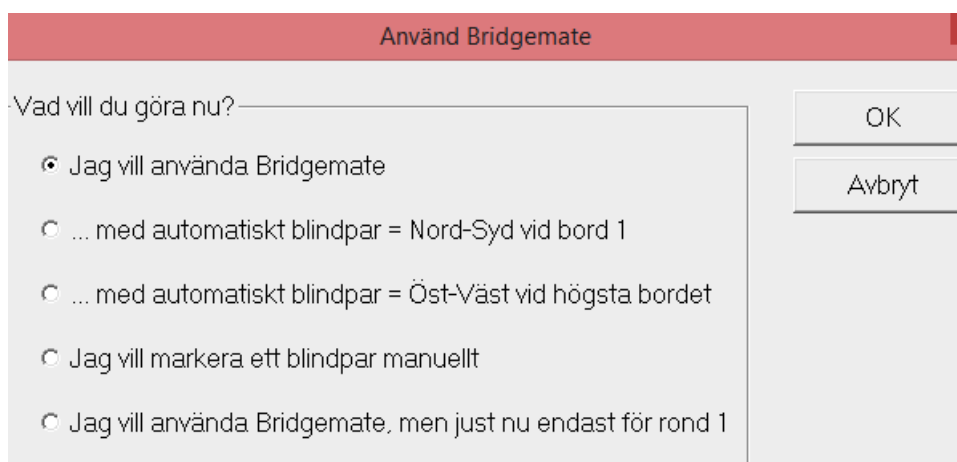 Använd Bridgemate
Vad vill du göra nu?
OK
Jag vill använda Bridgemate
Avbryt
... med automatiskt blindpar = Nord-Syd vid bord 1
... med automatiskt blindpar = Öst-Väst vid högsta bordet
Jag vill markera ett blindpar manuellt
Jag vill använda Bridgemate, men just nu endast för rond 1